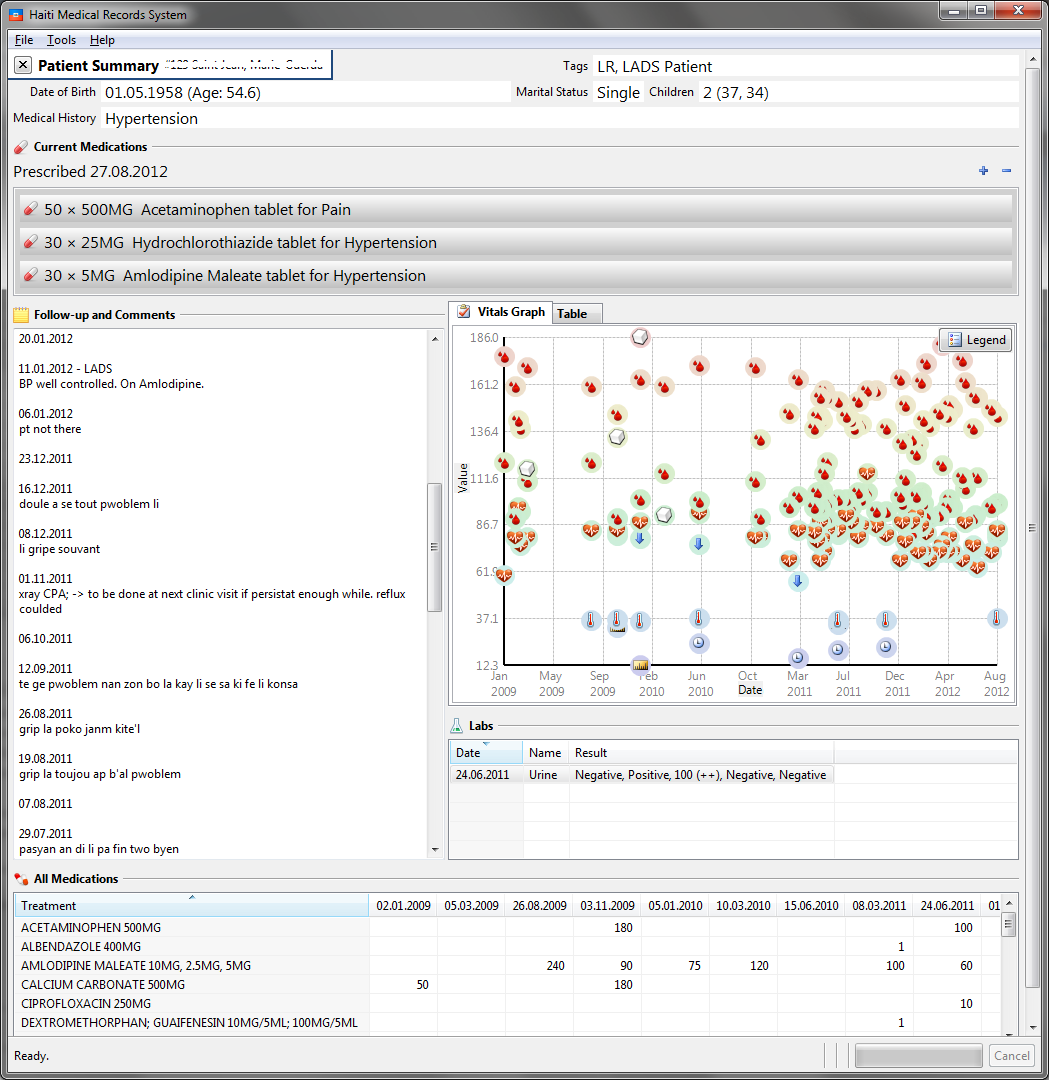 Haiti Medical Records System
File Tools Help
Patient Summary
Tags LR, LADS Patient
Date of Birth 01.05.1958 (Age: 54.6) Marital Status Single Children 2 (37, 34)
Medical History Hypertension
Current Medications
Prescribed 27.08.2012
50 × 500MG Acetaminophen tablet for Pain
30 × 25MG Hydrochlorothiazide tablet for Hypertension
30 × 5MG Amlodipine Maleate tablet for Hypertension
Follow-up and Comments
20.01.2012
11.01.2012 - LADS
BP well controlled. On Amlodipine.
06.01.2012
pt not there
23.12.2011
16.12.2011
doule a se tout pwoblem li
08.12.2011
li gripe souvant
01.11.2011
xray CPA; -> to be done at next clinic visit if persistat enough while. reflux
coulded
06.10.2011
12.09.2011
te ge pwoblem nan zon bo la kay li se sa ki fe li konsa
26.08.2011
grip la poko janm kite'l
19.08.2011
grip la toujou ap b'al pwoblem
07.08.2011
29.07.2011
pasyan an di li pa fin two byen
Vitals Graph Table
Legend
186.0
161.2
136.4
111.6
86.7
61.9
37.1
12.3
Value
Jan May Sep Feb Jun Oct Mar Jul Dec Apr Aug
2009 2009 2009 2010 2010 Date 2011 2011 2011 2012 2012
Labs
Date Name Result
24.06.2011 Urine Negative, Positive, 100 (++), Negative, Negative
All Medications
Treatment 02.01.2009 05.03.2009 26.08.2009 03.11.2009 05.01.2010 10.03.2010 15.06.2010 08.03.2011 24.06.2011 01
ACETAMINOPHEN 500MG 180 100
ALBENDAZOLE 400MG 1
AMLODIPINE MALEATE 10MG, 2.5MG, 5MG 240 90 75 120 100 60
CALCIUM CARBONATE 500MG 50 180
CIPROFLOXACIN 250MG 10
DEXTROMETHORPHAN; GUAIFENESIN 10MG/5ML; 100MG/5ML 1
Ready.
Cancel